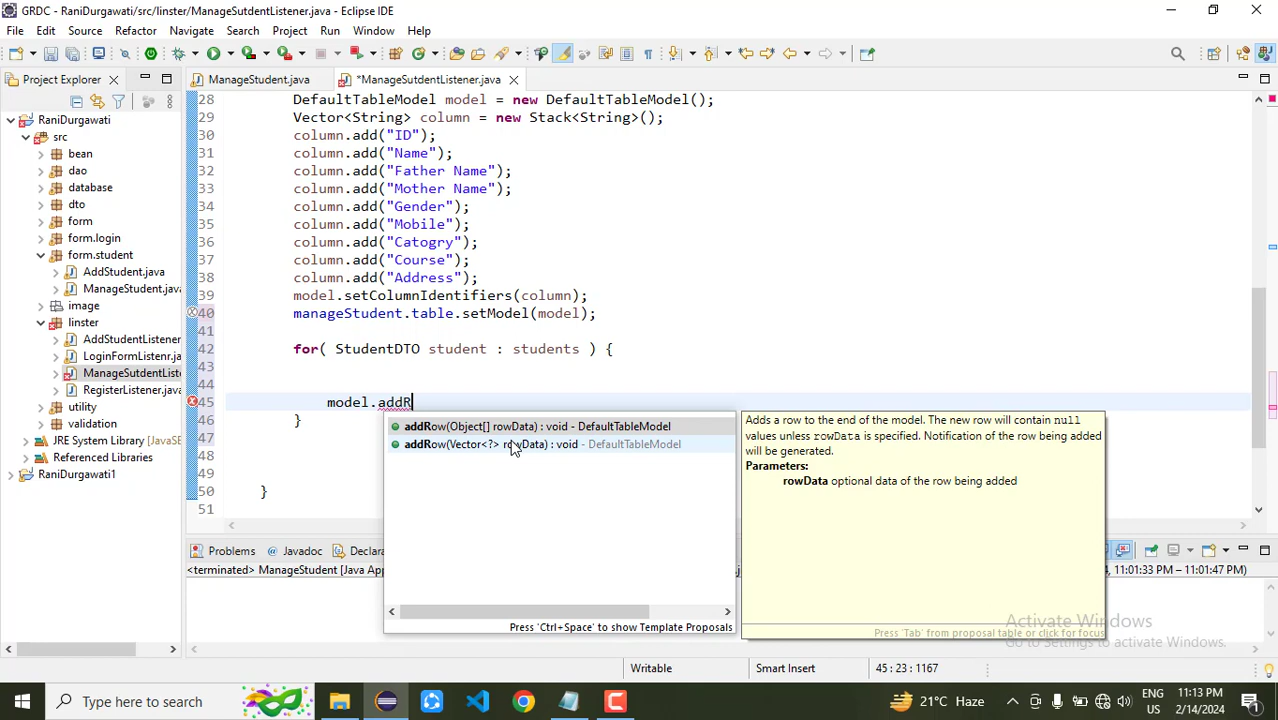 GRDC - RaniDurgawati/src/linster/ManageSutdentListener.java - Eclipse IDE
File Edit Source Refactor Navigate Search Project Run Window Help
Project Explorer
ManageStudent.java
*ManageSutdentListener.java
RaniDurgawati
src
bean
dao
database
dto
form
form.login
form.student
AddStudent.java
ManageStudent.java
image
linster
AddStudentListener
LoginFormListenr.ja
ManageSutdentListe
RegisterListener.java
utility
validation
JRE System Library
Referenced Libraries
RaniDurgawati1
28 DefaultTableModel model = new DefaultTableModel();
29 Vector<String> column = new Stack<String>();
30 column.add("ID");
31 column.add("Name");
32 column.add("Father Name");
33 column.add("Mother Name");
34 column.add("Gender");
35 column.add("Mobile");
36 column.add("Catogry");
37 column.add("Course");
38 column.add("Address");
39 model.setColumnIdentifiers(column);
40 manageStudent.table.setModel(model);
41
42 for( StudentDTO student : students ) {
43
44
45 model.addR
46 }
47
48
49
50 }
51
addRow(Object[] rowData) : void - DefaultTableModel
addRow(Vector<?> rowData) : void - DefaultTableModel
Press 'Ctrl+Space' to show Template Proposals
Adds a row to the end of the model. The new row will contain null
values unless rowData is specified. Notification of the row being added
will be generated.
Parameters:
rowData optional data of the row being added
Press 'Tab' from proposal table or click for focus
Problems Javadoc Declara
<terminated> ManageStudent [Java App
4, 11:01:33 PM – 11:01:47 PM)
Activate Windows
Go to Settings to activate Windows.
Writable Smart Insert 45 : 23 : 1167
Type here to search
21°C Haze
ENG
US
11:13 PM
2/14/2024
1